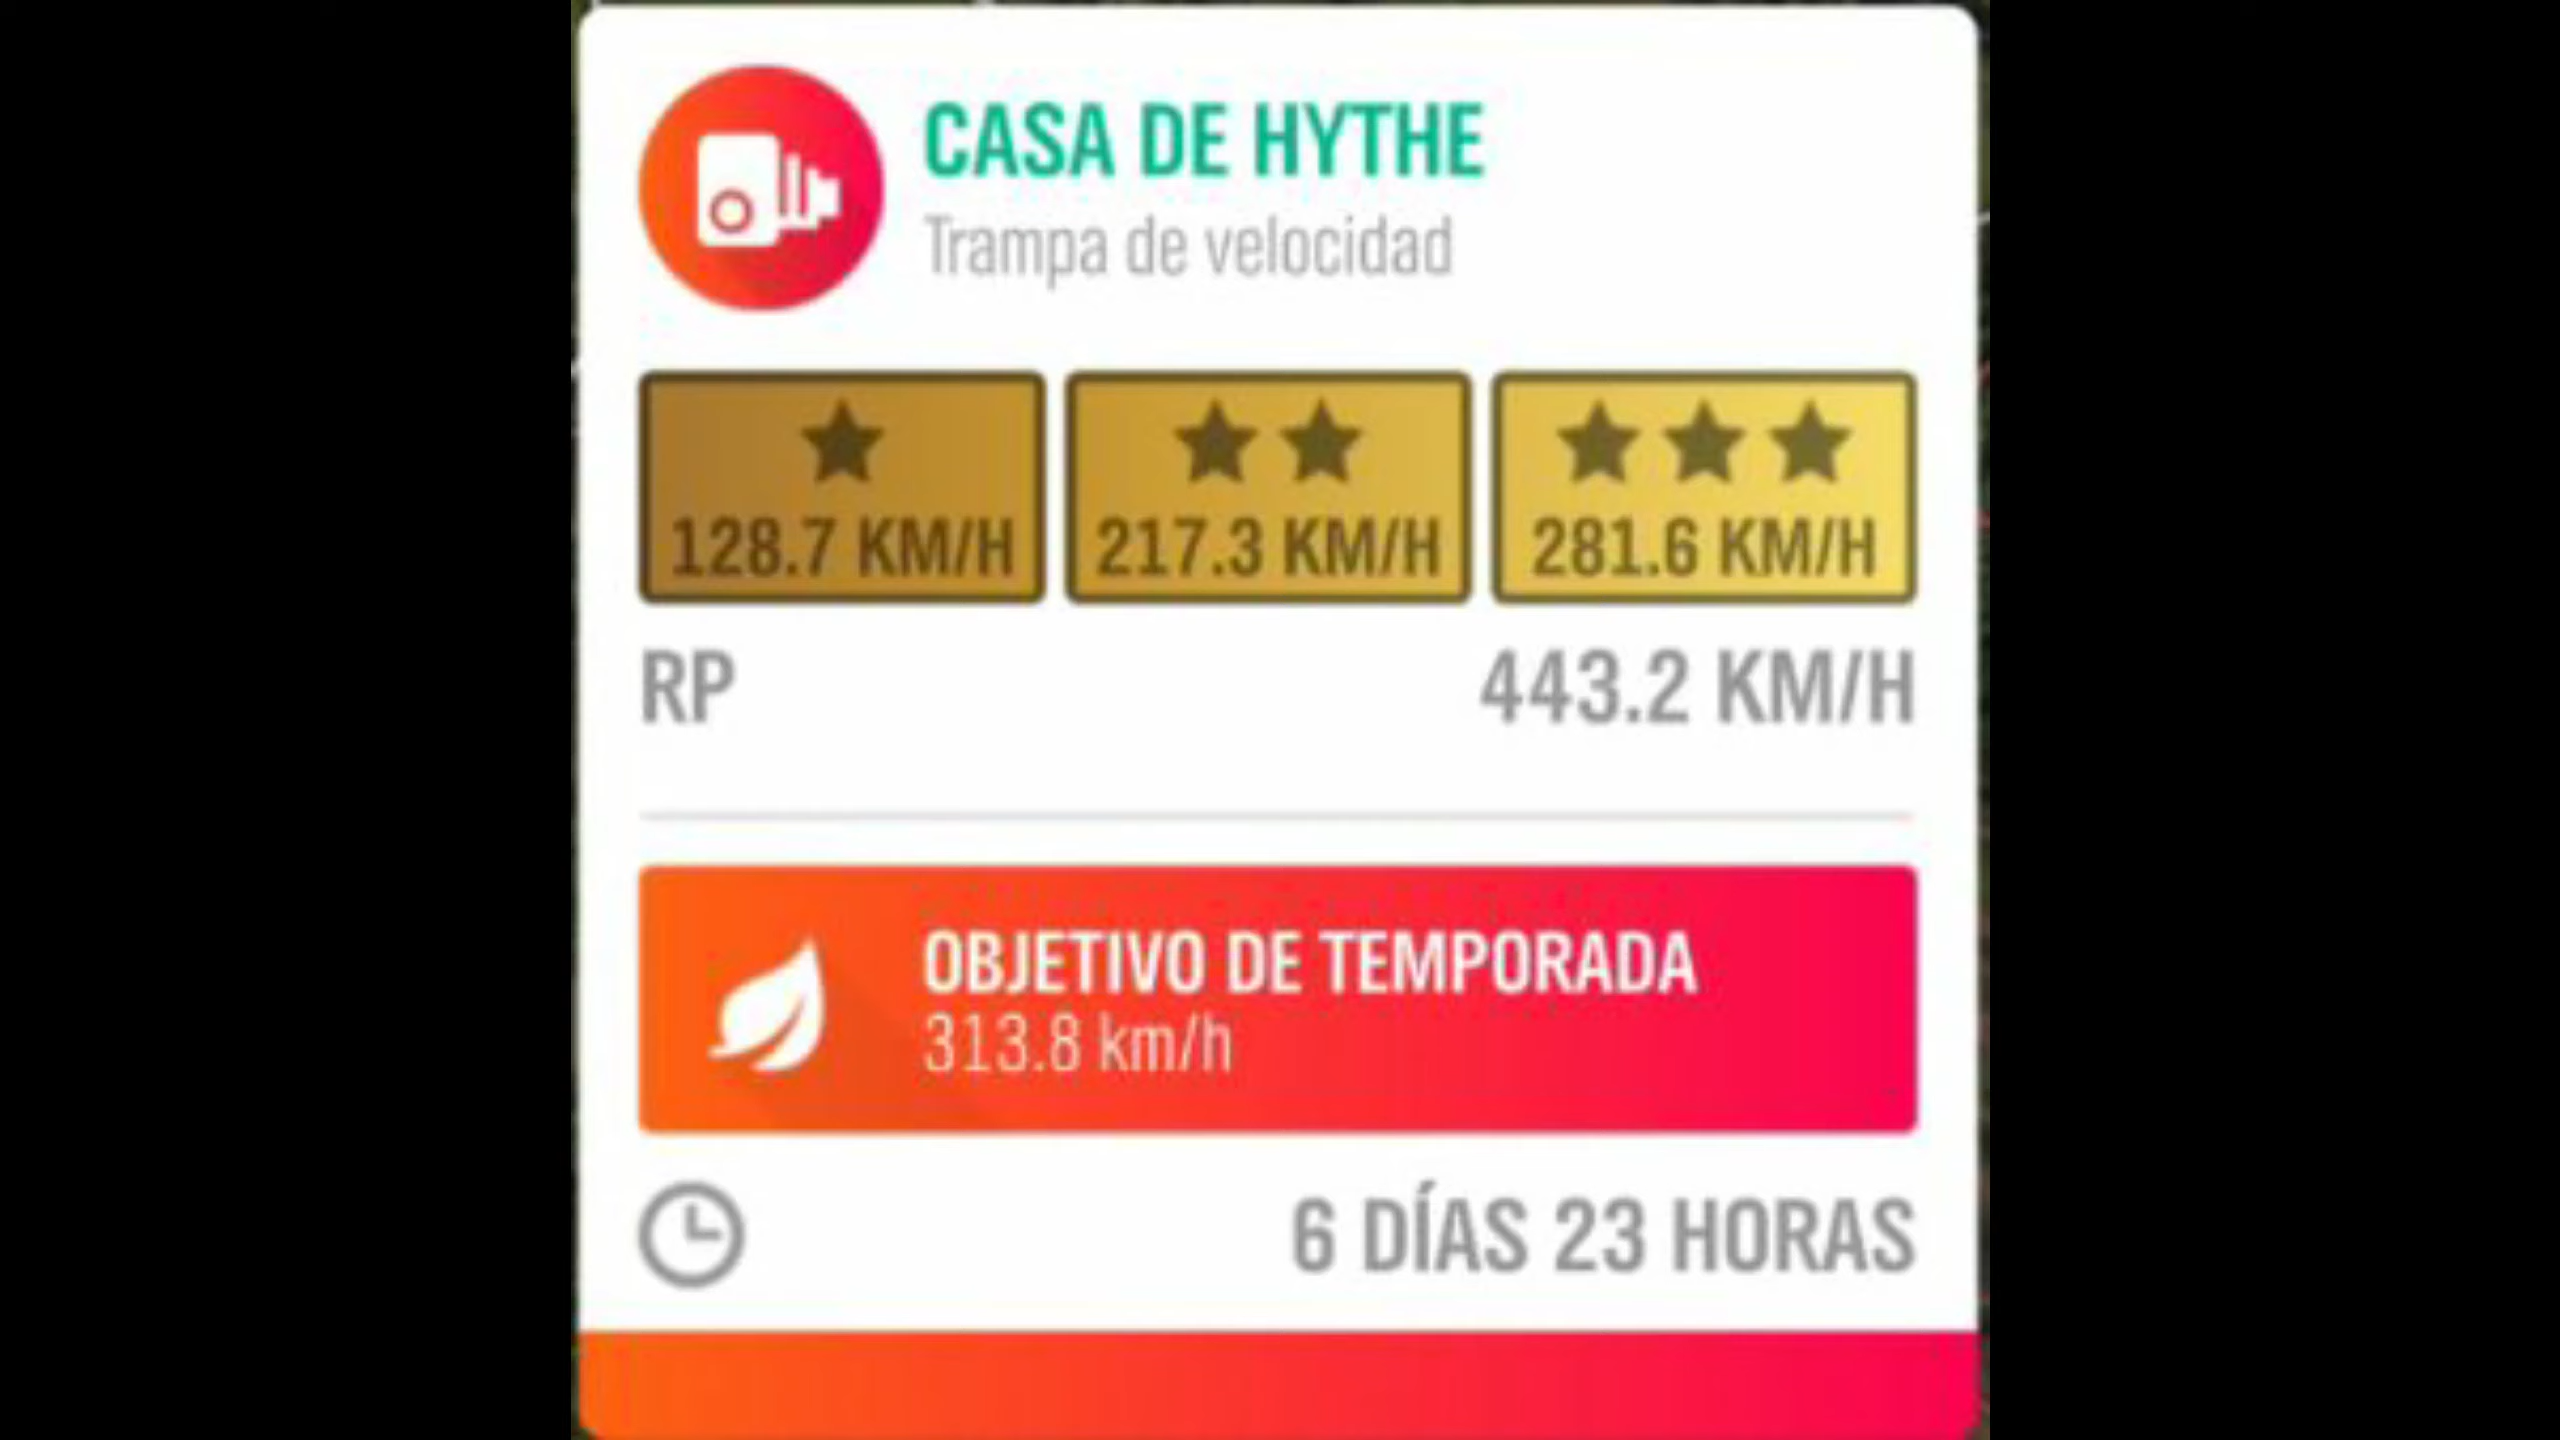 CASA DE HYTHE
Trampa de velocidad
128.7 KM/H
217.3 KM/H
281.6 KM/H
RP
443.2 KM/H
OBJETIVO DE TEMPORADA
313.8 km/h
6 DÍAS 23 HORAS